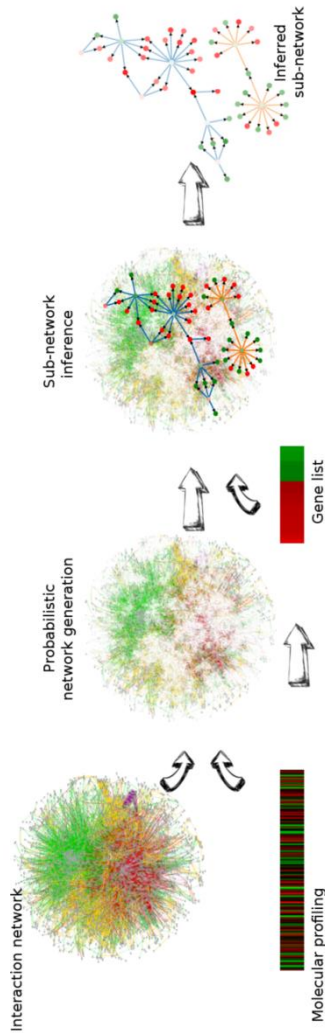 Interaction network
Molecular profiling
Probabilistic
network generation
Gene list
Sub-network
inference
Inferred
sub-network